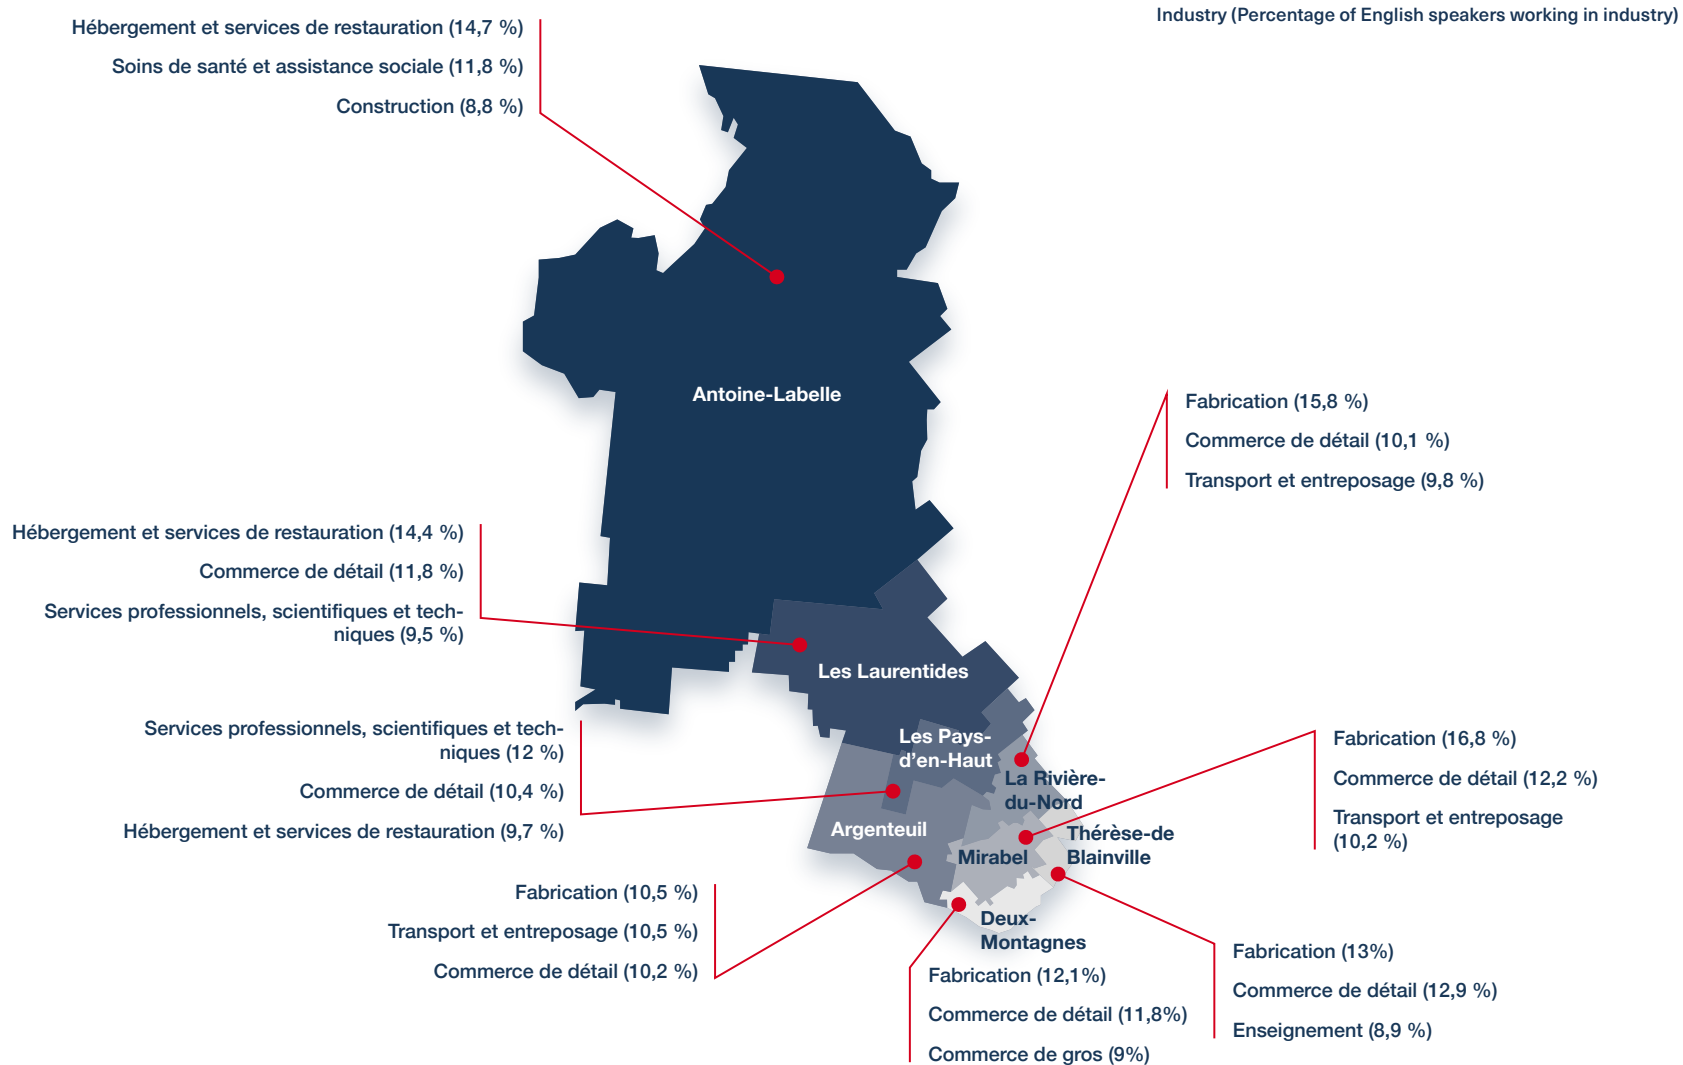 Industry (Percentage of English speakers working in industry)
Hébergement et services de restauration (14,7 %)
Soins de santé et assistance sociale (11,8 %)
Construction (8,8 %)
Antoine-Labelle
Fabrication (15,8 %)
Commerce de détail (10,1 %)
Transport et entreposage (9,8 %)
Hébergement et services de restauration (14,4 %)
Commerce de détail (11,8 %)
Services professionnels, scientifiques et tech-
niques (9,5 %)
Les Laurentides
Services professionnels, scientifiques et tech-
niques (12 %)
Commerce de détail (10,4 %)
Hébergement et services de restauration (9,7 %)
Les Pays-
d'en-Haut
La Rivière-
du-Nord
Fabrication (16,8 %)
Commerce de détail (12,2 %)
Transport et entreposage
(10,2 %)
Argenteuil
Mirabel
Thérèse-de
Blainville
Fabrication (10,5 %)
Transport et entreposage (10,5 %)
Commerce de détail (10,2 %)
Deux-
Montagnes
Fabrication (12,1%)
Commerce de détail (11,8%)
Commerce de gros (9%)
Fabrication (13%)
Commerce de détail (12,9 %)
Enseignement (8,9 %)